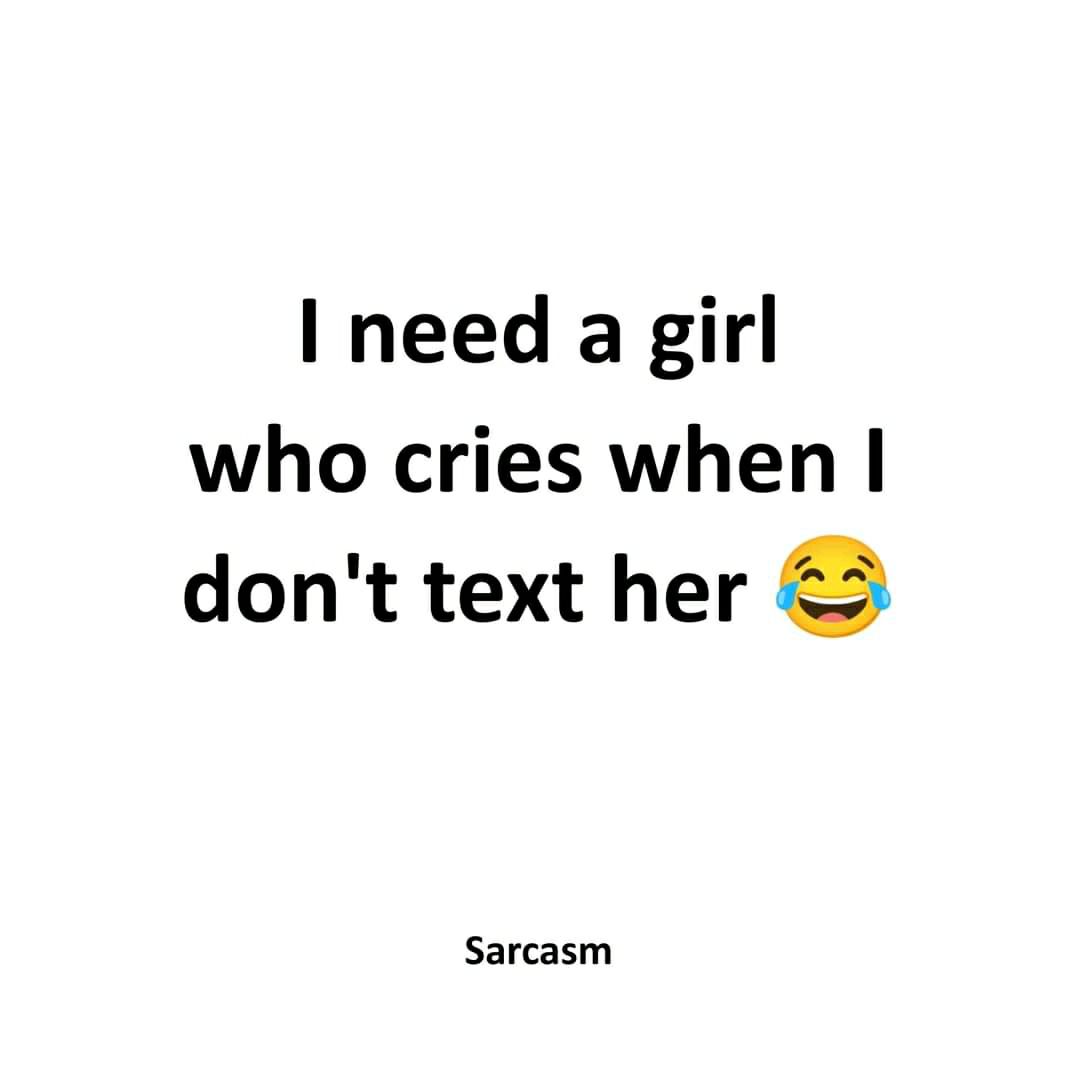 I need a girl
who cries when I
don't text her 😂
Sarcasm